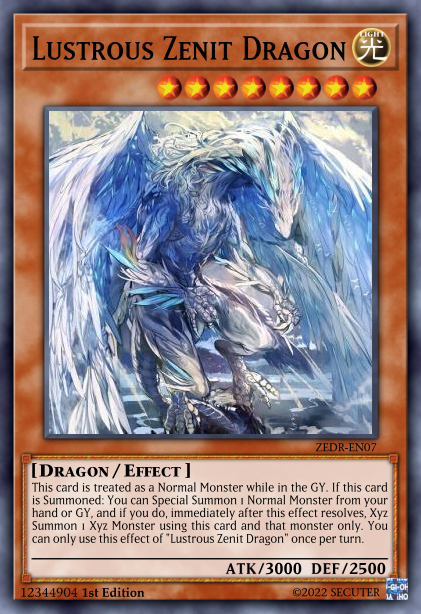 Lustrous Zenit Dragon
LIGHT
光
ZEDR-EN07
[Dragon / Effect]
This card is treated as a Normal Monster while in the GY. If this card
is Summoned: You can Special Summon 1 Normal Monster from your
hand or GY, and if you do, immediately after this effect resolves, Xyz
Summon 1 Xyz Monster using this card and that monster only. You
can only use this effect of "Lustrous Zenit Dragon" once per turn.
ATK/3000 DEF/2500
12344904 1st Edition
©2022 SECUTER